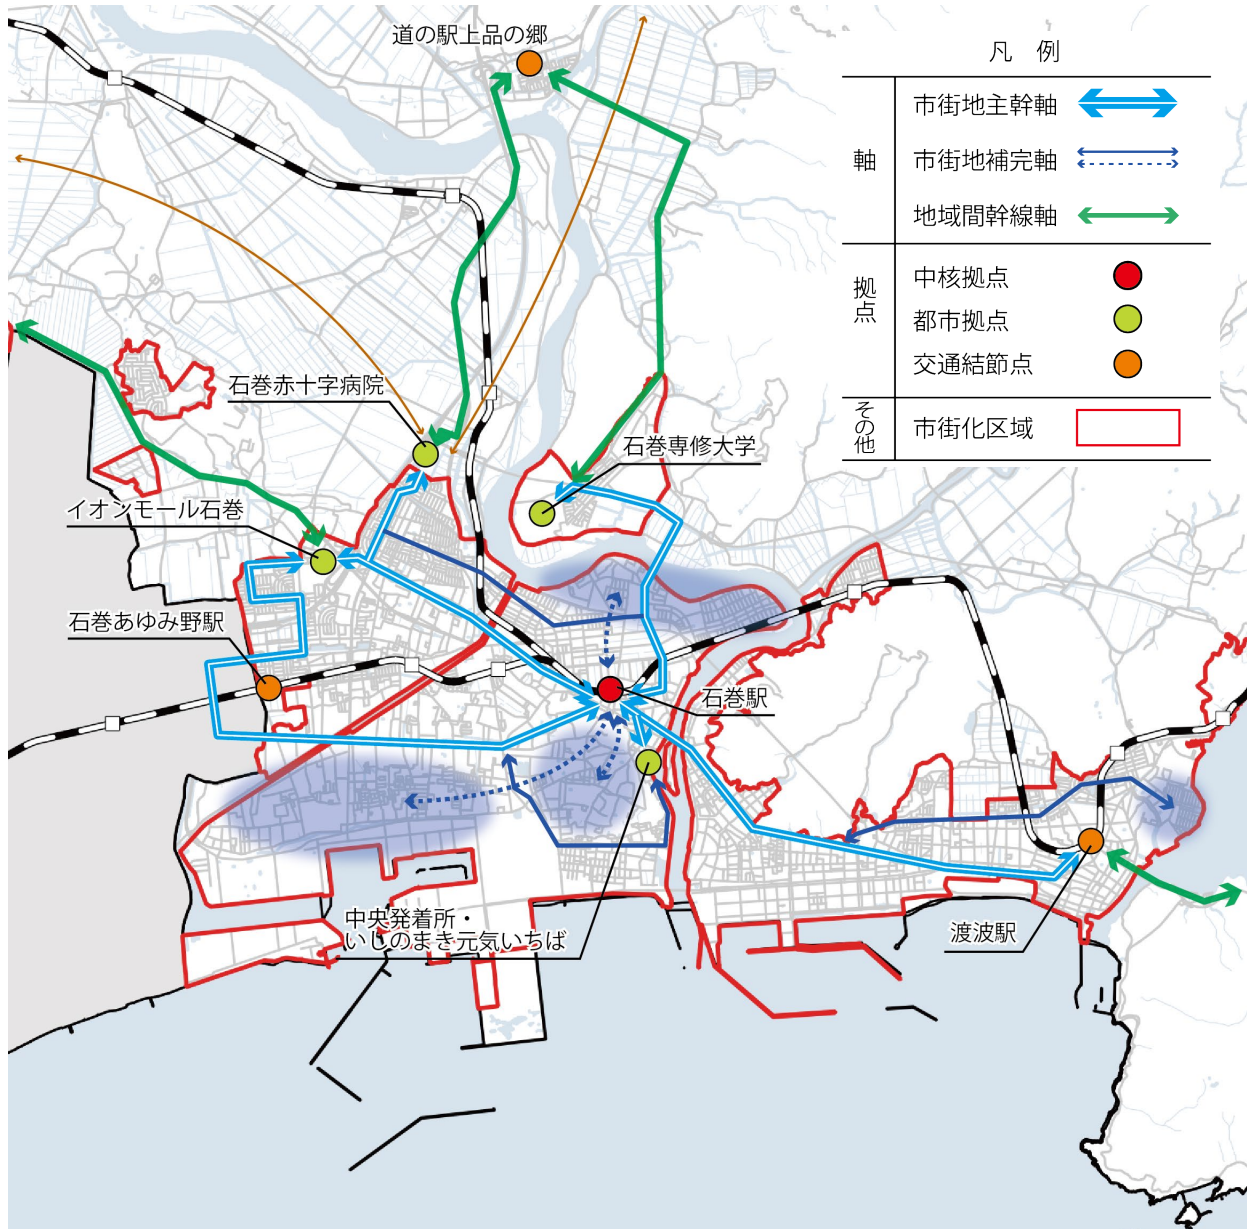 道の駅上品の郷
凡 例
軸
市街地主幹軸
市街地補完軸
地域間幹線軸
拠点
中核拠点
都市拠点
交通結節点
その他
市街化区域
石巻赤十字病院
石巻専修大学
イオンモール石巻
石巻あゆみ野駅
石巻駅
中央発着所・
いしのまき元気いちば
渡波駅